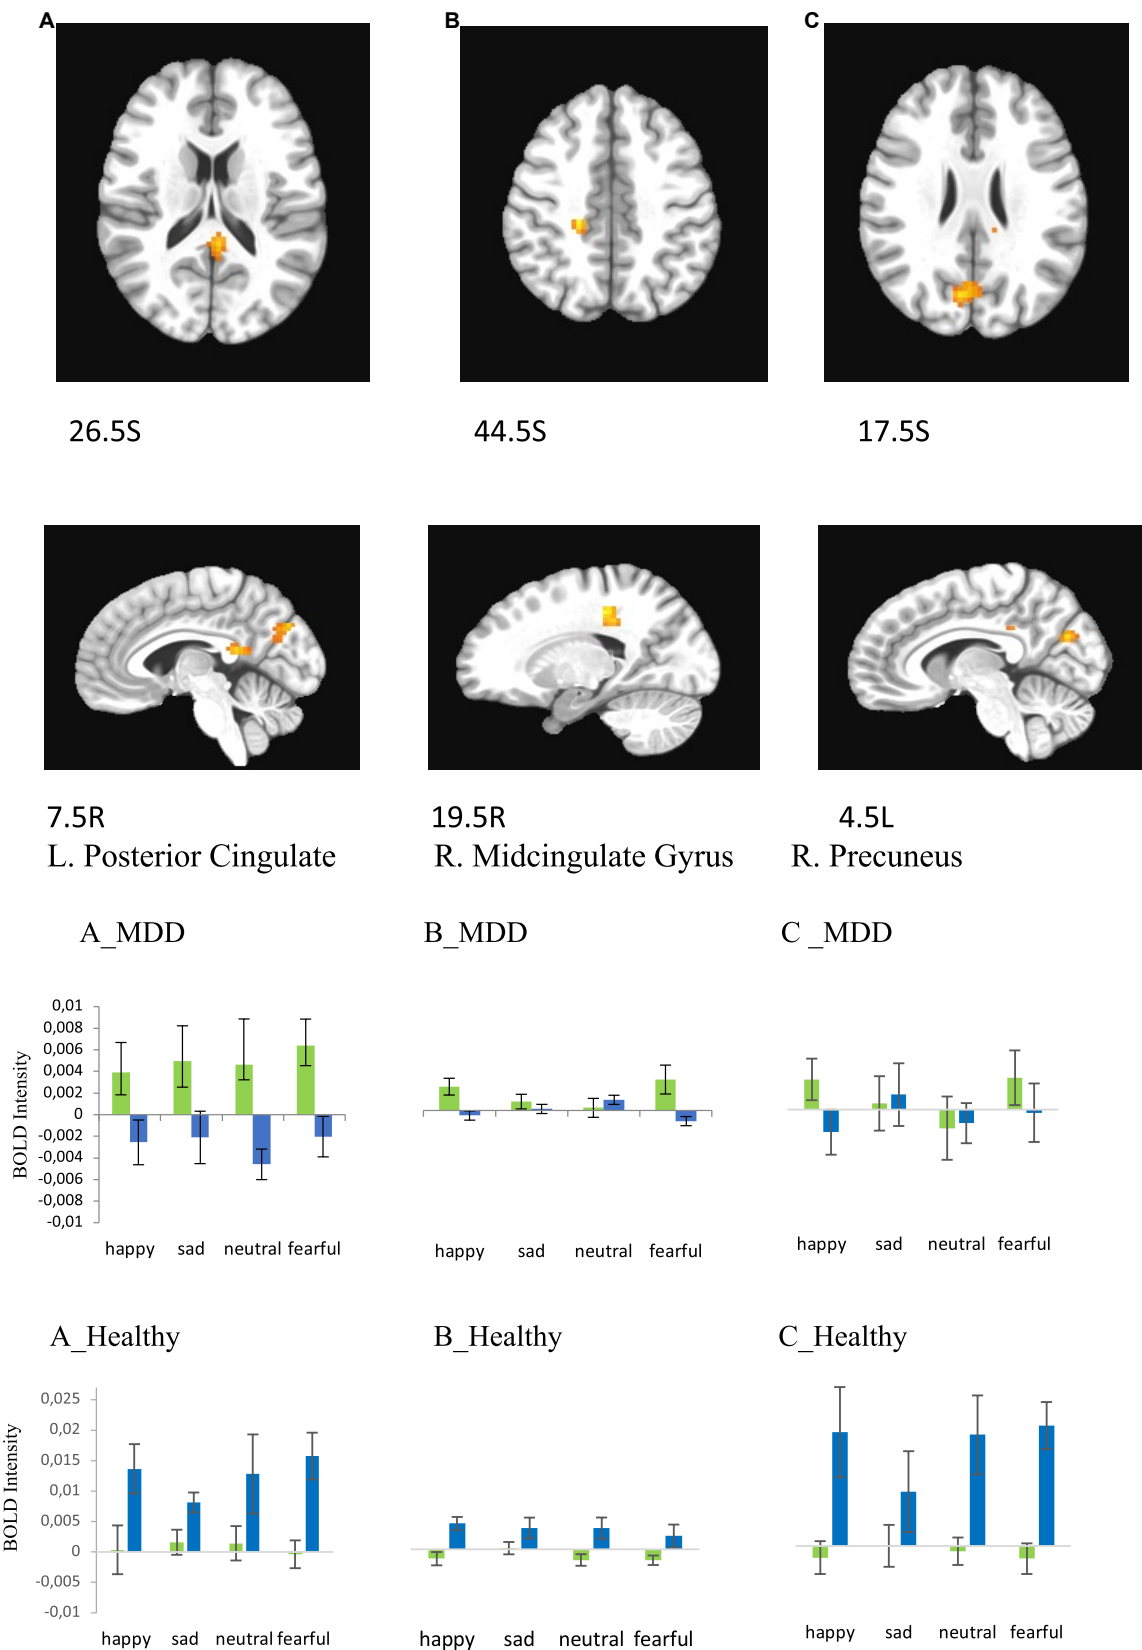 A B C
26.5S 44.5S 17.5S
7.5R 19.5R 4.5L
L. Posterior Cingulate R. Midcingulate Gyrus R. Precuneus
A_MDD B_MDD C _MDD
BOLD Intensity
0,01
0,008
0,006
0,004
0,002
0
-0,002
-0,004
-0,006
-0,008
-0,01
happy sad neutral fearful
happy sad neutral fearful
happy sad neutral fearful
A_Healthy B_Healthy C_Healthy
BOLD Intensity
0,025
0,02
0,015
0,01
0,005
0
-0,005
-0,01
happy sad neutral fearful
happy sad neutral fearful
happy sad neutral fearful